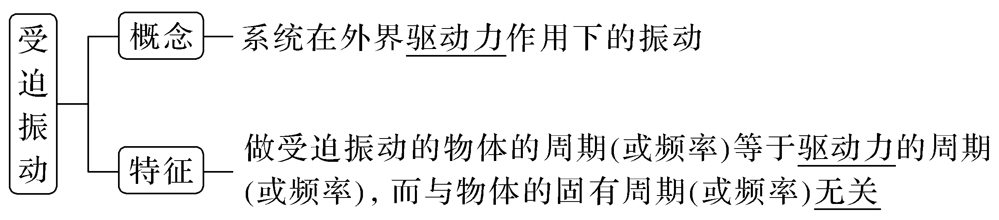 受迫振动
概念
系统在外界驱动力作用下的振动
特征
做受迫振动的物体的周期(或频率)等于驱动力的周期
(或频率)，而与物体的固有周期(或频率)无关